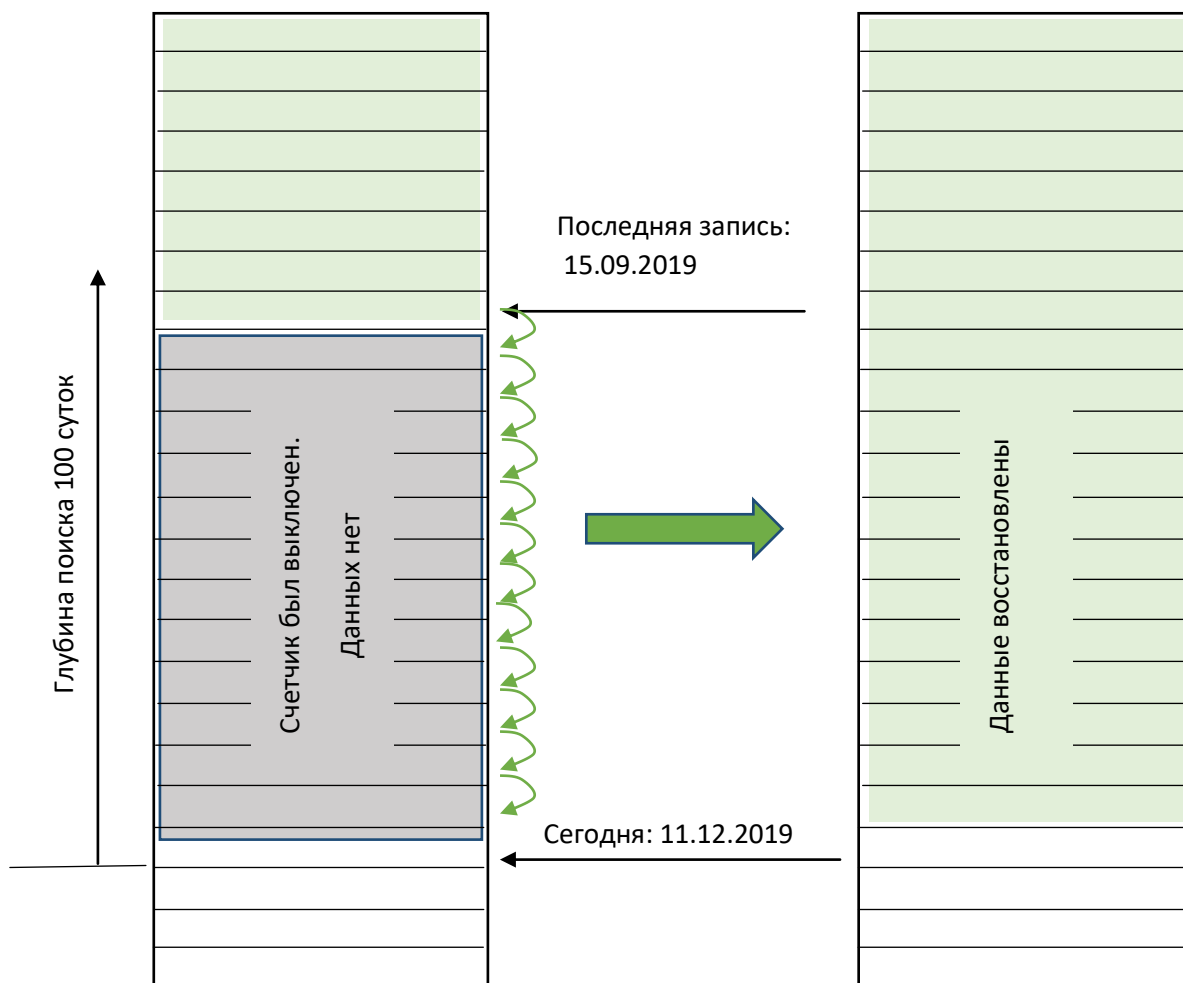 Последняя запись:
15.09.2019
Глубина поиска 100 суток
Счетчик был выключен.
Данных нет
Данные восстановлены
Сегодня: 11.12.2019